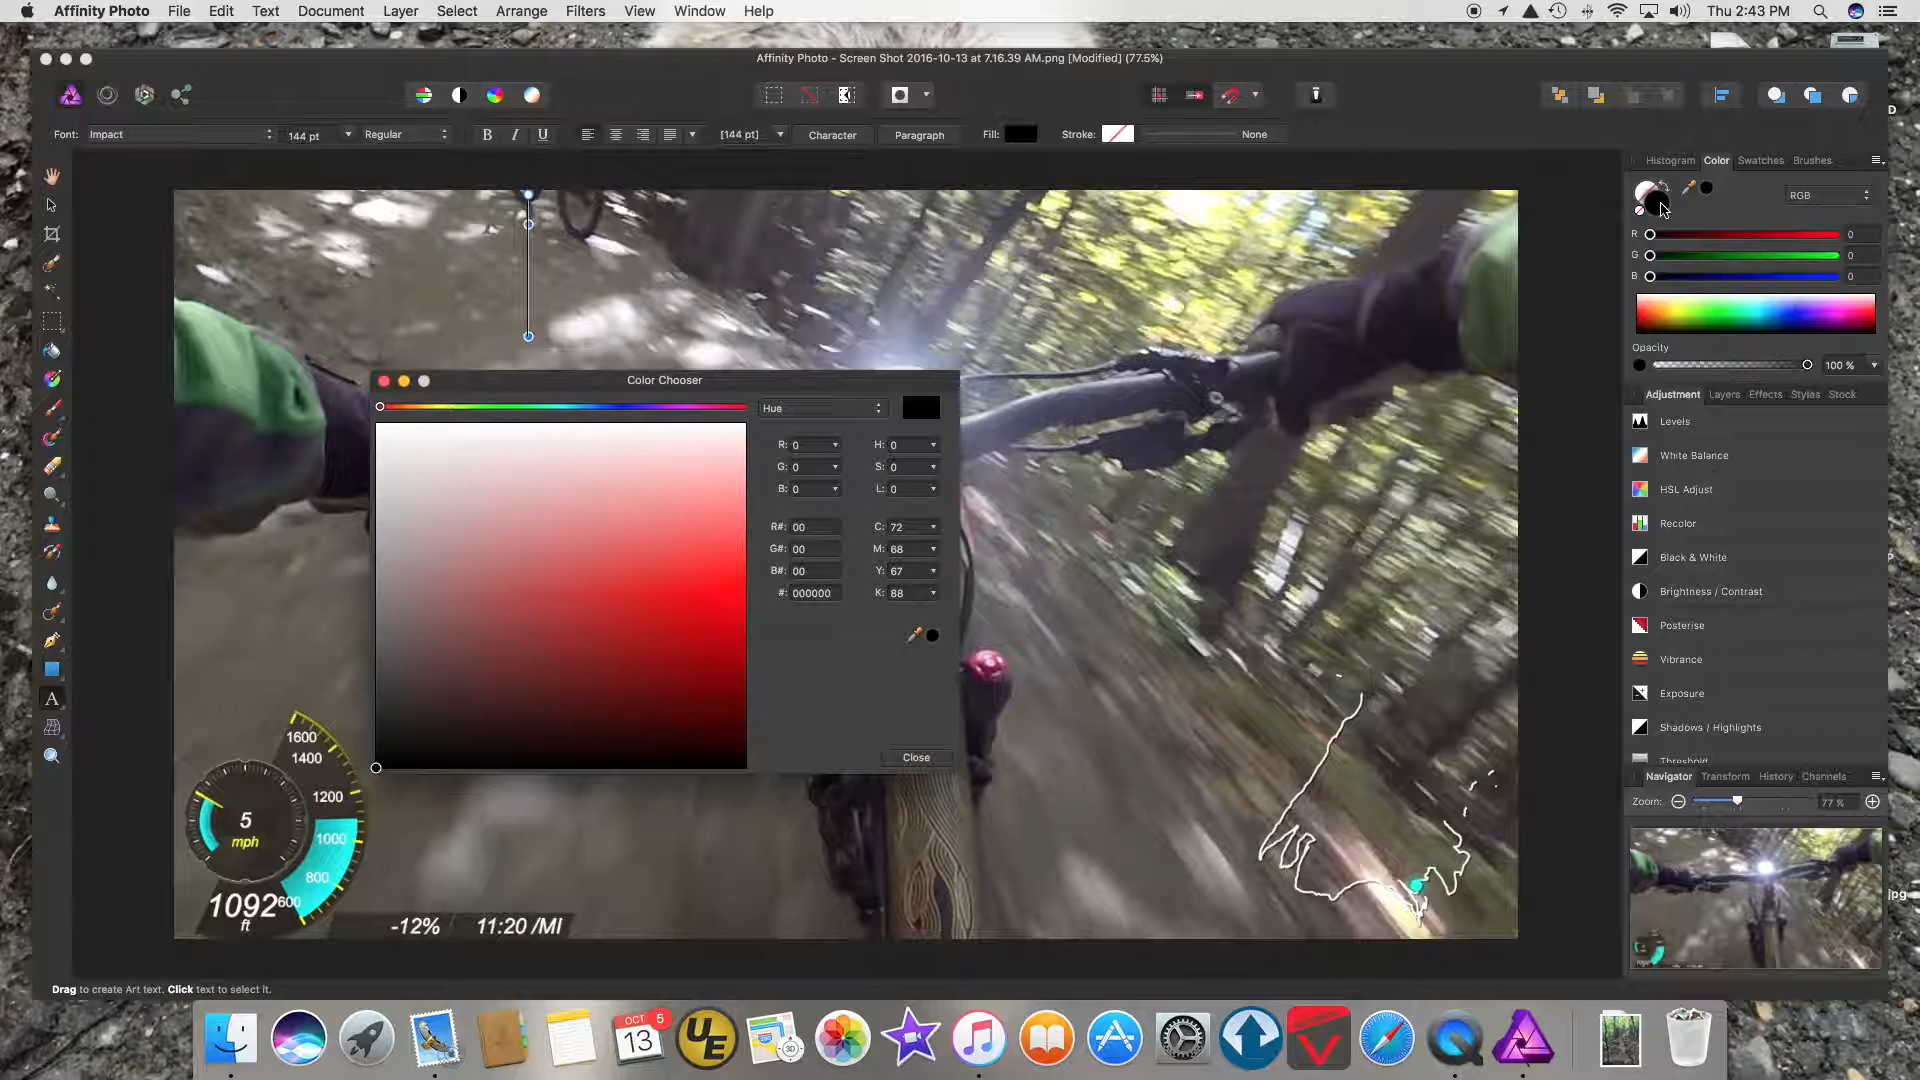 Affinity Photo File Edit Text Document Layer Select Arrange Filters View Window Help Thu 2:43 PM
Affinity Photo - Screen Shot 2016-10-13 at 7.16.39 AM.png [Modified] (77.5%)
Font: Impact 144 pt Regular B I U [144 pt] Character Paragraph Fill: Stroke: None
Histogram Color Swatches Brushes
RGB
R 0
G 0
B 0
Opacity
100 %
Adjustment Layers Effects Styles Stock
Levels
White Balance
HSL Adjust
Recolor
Black & White
Brightness / Contrast
Posterise
Vibrance
Exposure
Shadows / Highlights
Threshold
Navigator Transform History Channels
Zoom: 77 %
Color Chooser
Hue
R: 0 H: 0
G: 0 S: 0
B: 0 L: 0
R#: 00 C: 72
G#: 00 M: 68
B#: 00 Y: 67
#: 000000 K: 88
Close
A
1600
1400
1200
1000
800
600
5
mph
1092
ft
-12% 11:20 /MI
jpg
Drag to create Art text. Click text to select it.
OCT 5
13
UE
3D